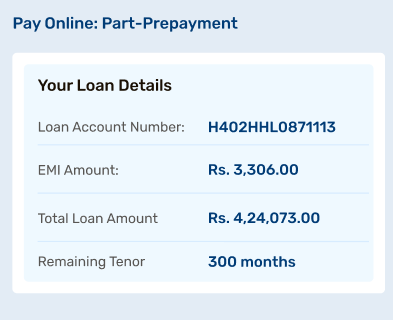 Pay Online: Part-Prepayment
Your Loan Details
Loan Account Number: H402HHL0871113
EMI Amount: Rs. 3,306.00
Total Loan Amount Rs. 4,24,073.00
Remaining Tenor 300 months